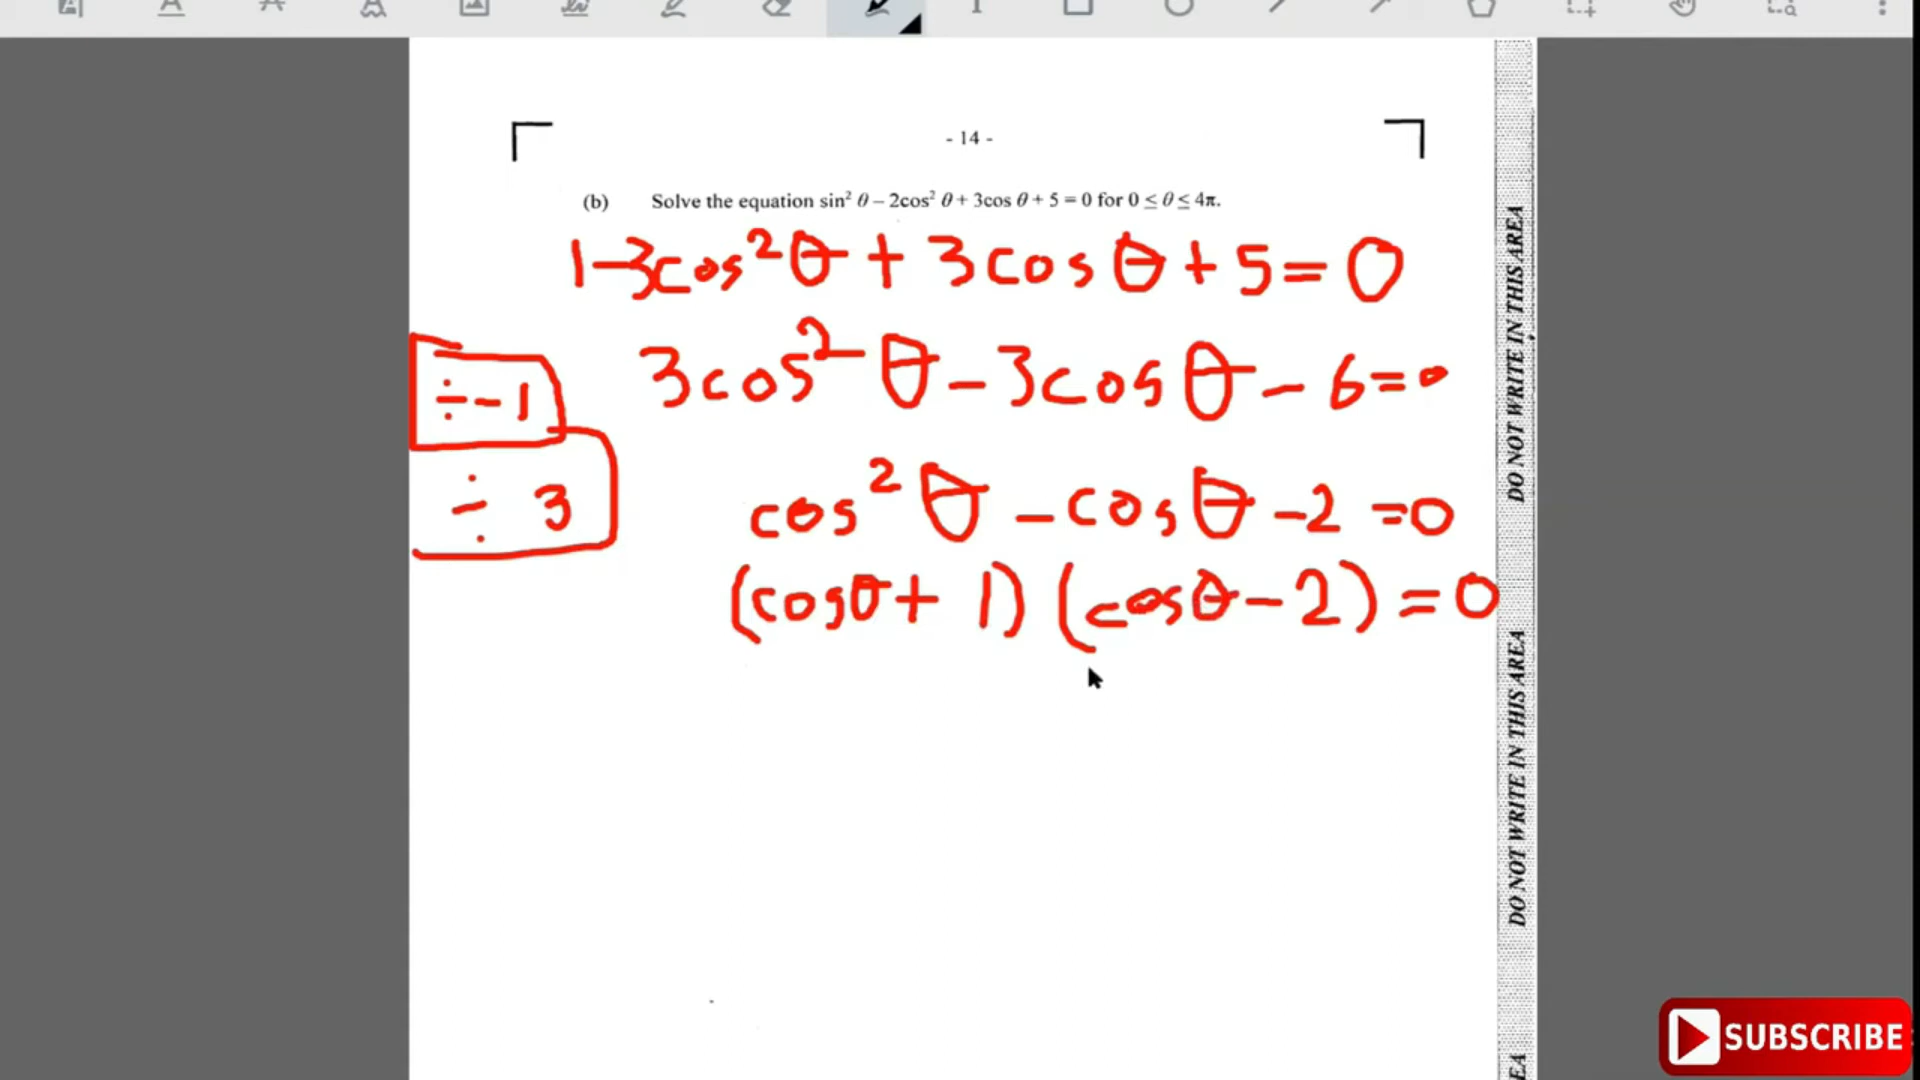 - 14 -
(b) Solve the equation sin² θ – 2cos² θ + 3cos θ + 5 = 0 for 0 ≤ θ ≤ 4π.
1-3cos²θ + 3cosθ + 5 = 0
3cos²θ - 3cosθ - 6 = 0
÷-1
cos²θ - cosθ - 2 = 0
÷ 3
(cosθ + 1) (cosθ - 2) = 0
DO NOT WRITE IN THIS AREA
DO NOT WRITE IN THIS AREA
EA
SUBSCRIBE